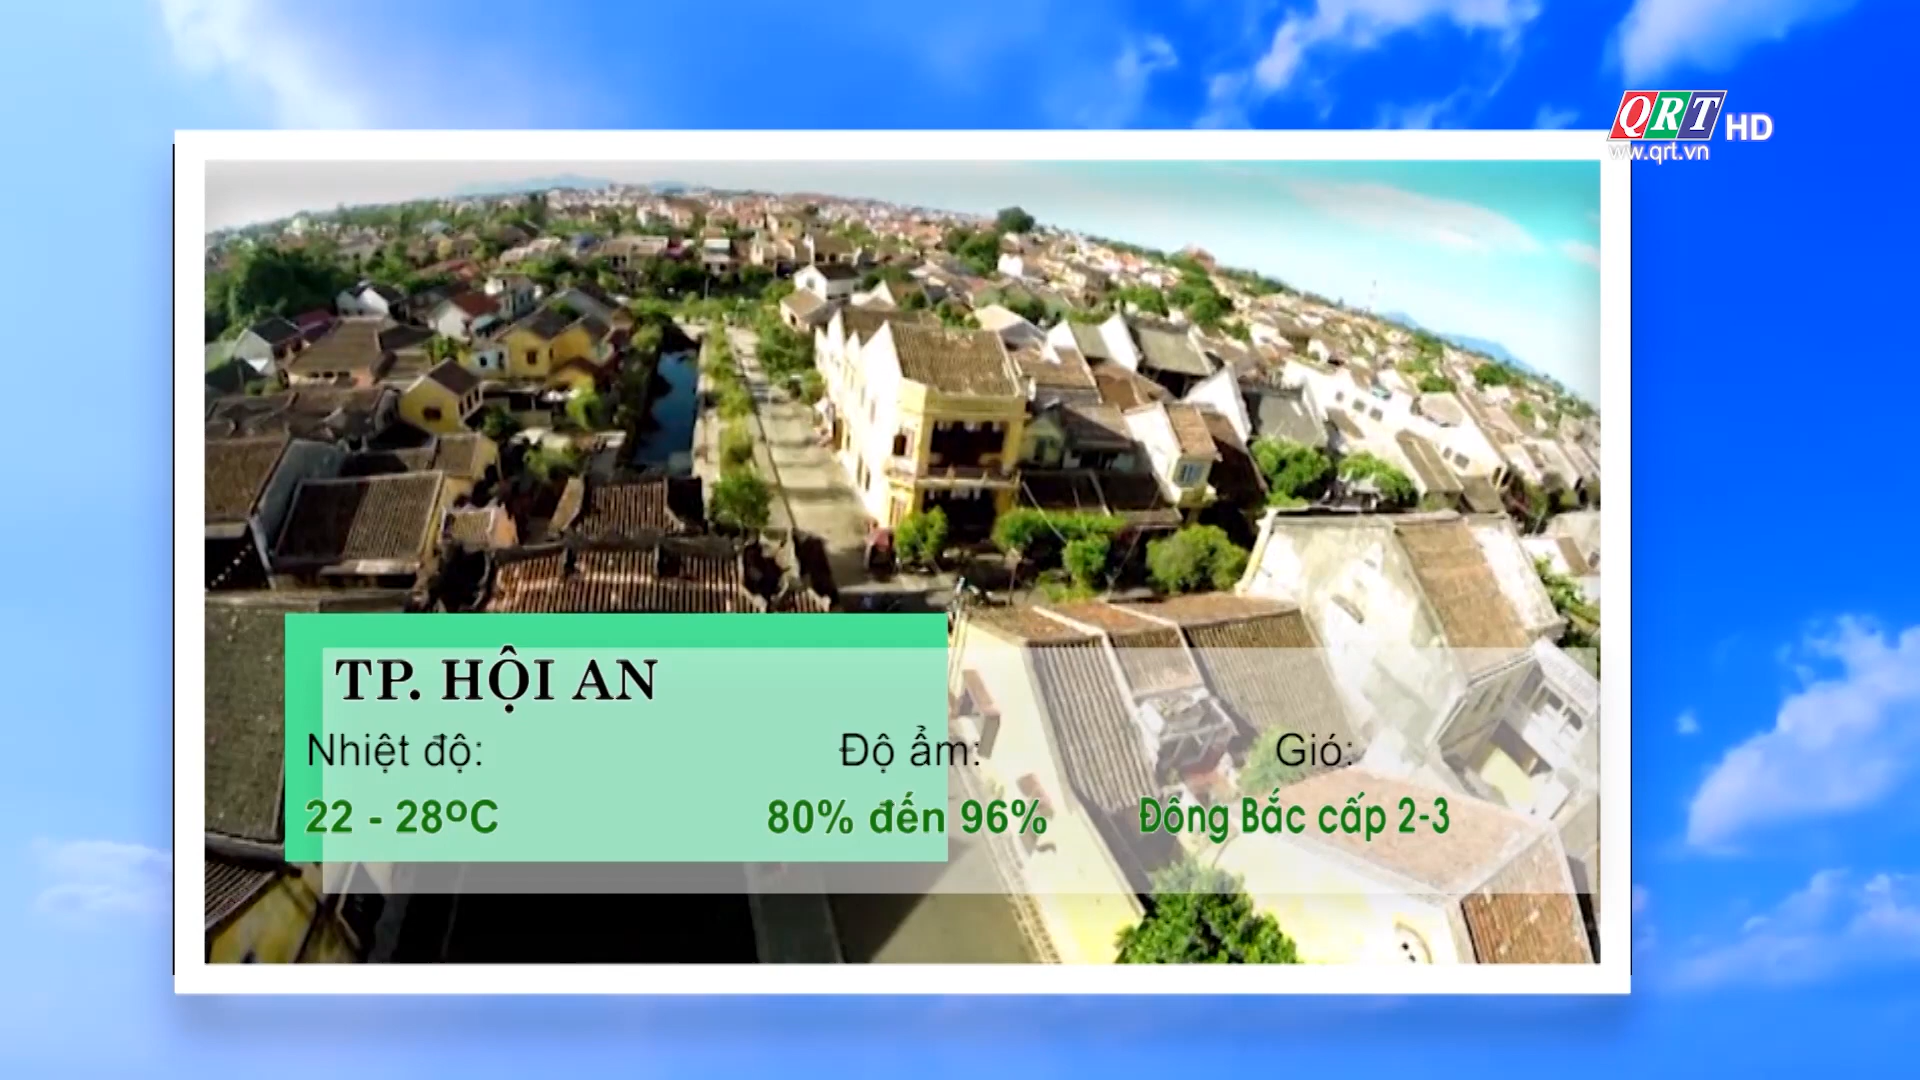 QRT HD
ww.qrt.vn
TP. HỘI AN
Nhiệt độ: Độ ẩm: Gió:
22 - 28ºC 80% đến 96% Đông Bắc cấp 2-3